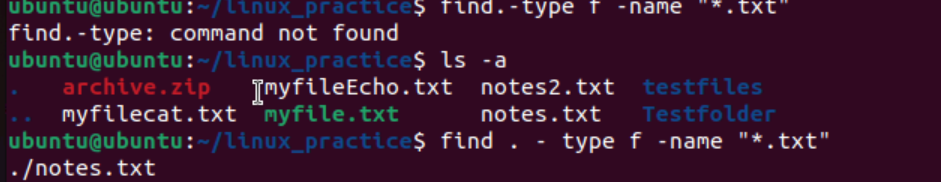 ubuntu@ubuntu:~/linux_practice$ find.-type f -name "*.txt"
find.-type: command not found
ubuntu@ubuntu:~/linux_practice$ ls -a
.   archive.zip   myfileEcho.txt  notes2.txt  testfiles
..  myfilecat.txt  myfile.txt      notes.txt   Testfolder
ubuntu@ubuntu:~/linux_practice$ find . - type f -name "*.txt"
./notes.txt